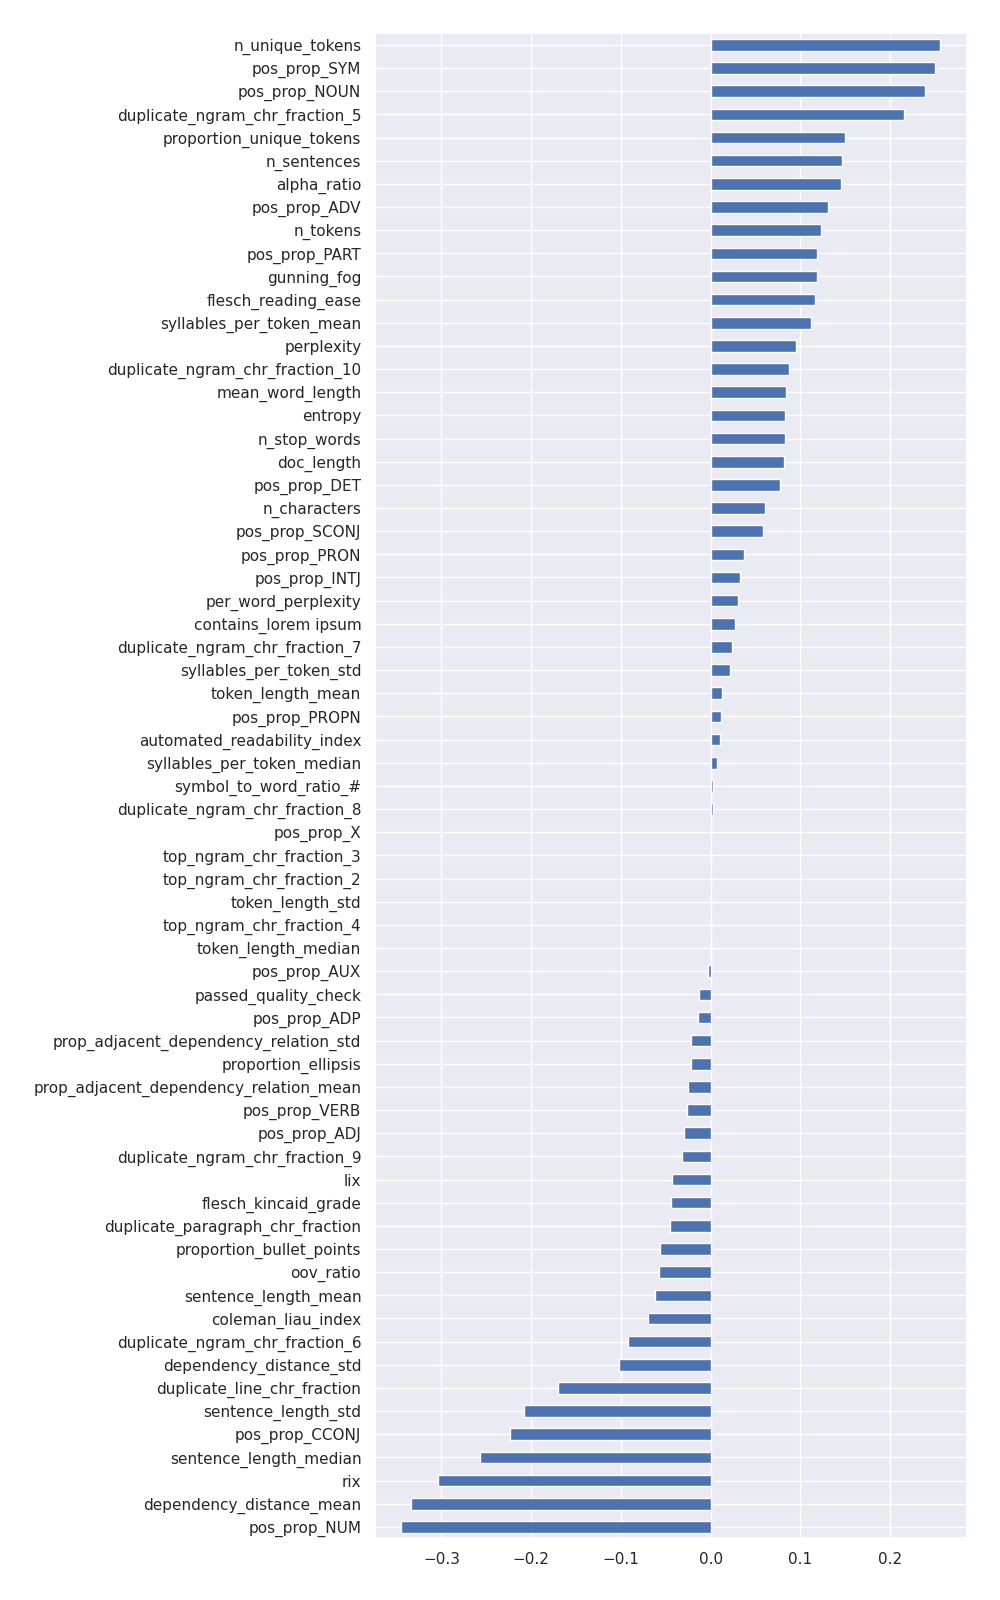 n_unique_tokens
pos_prop_SYM
pos_prop_NOUN
duplicate_ngram_chr_fraction_5
proportion_unique_tokens
n_sentences
alpha_ratio
pos_prop_ADV
n_tokens
pos_prop_PART
gunning_fog
flesch_reading_ease
syllables_per_token_mean
perplexity
duplicate_ngram_chr_fraction_10
mean_word_length
entropy
n_stop_words
doc_length
pos_prop_DET
n_characters
pos_prop_SCONJ
pos_prop_PRON
pos_prop_INTJ
per_word_perplexity
contains_lorem ipsum
duplicate_ngram_chr_fraction_7
syllables_per_token_std
token_length_mean
pos_prop_PROPN
automated_readability_index
syllables_per_token_median
symbol_to_word_ratio_#
duplicate_ngram_chr_fraction_8
pos_prop_X
top_ngram_chr_fraction_3
top_ngram_chr_fraction_2
token_length_std
top_ngram_chr_fraction_4
token_length_median
pos_prop_AUX
passed_quality_check
pos_prop_ADP
prop_adjacent_dependency_relation_std
proportion_ellipsis
prop_adjacent_dependency_relation_mean
pos_prop_VERB
pos_prop_ADJ
duplicate_ngram_chr_fraction_9
lix
flesch_kincaid_grade
duplicate_paragraph_chr_fraction
proportion_bullet_points
oov_ratio
sentence_length_mean
coleman_liau_index
duplicate_ngram_chr_fraction_6
dependency_distance_std
duplicate_line_chr_fraction
sentence_length_std
pos_prop_CCONJ
sentence_length_median
rix
dependency_distance_mean
pos_prop_NUM
−0.3 −0.2 −0.1 0.0 0.1 0.2